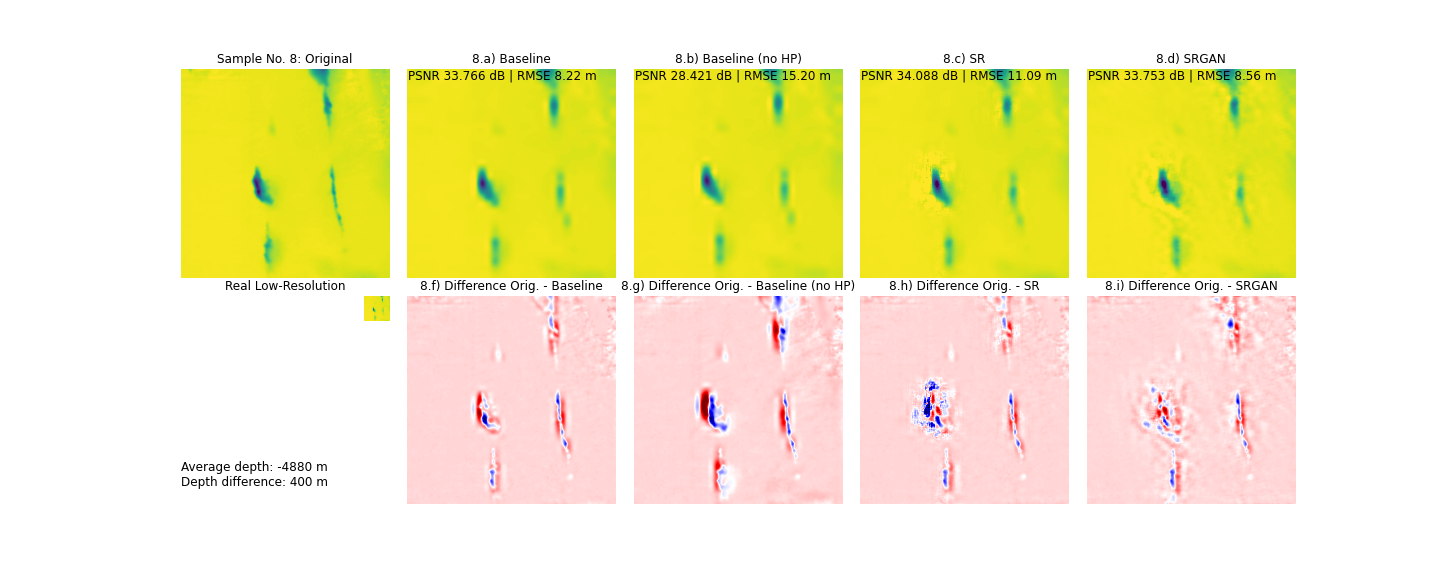 Sample No. 8: Original
8.a) Baseline
8.b) Baseline (no HP)
8.c) SR
8.d) SRGAN
PSNR 33.766 dB | RMSE 8.22 m
PSNR 28.421 dB | RMSE 15.20 m
PSNR 34.088 dB | RMSE 11.09 m
PSNR 33.753 dB | RMSE 8.56 m
Real Low-Resolution
8.f) Difference Orig. - Baseline
8.g) Difference Orig. - Baseline (no HP)
8.h) Difference Orig. - SR
8.i) Difference Orig. - SRGAN
Average depth: -4880 m
Depth difference: 400 m